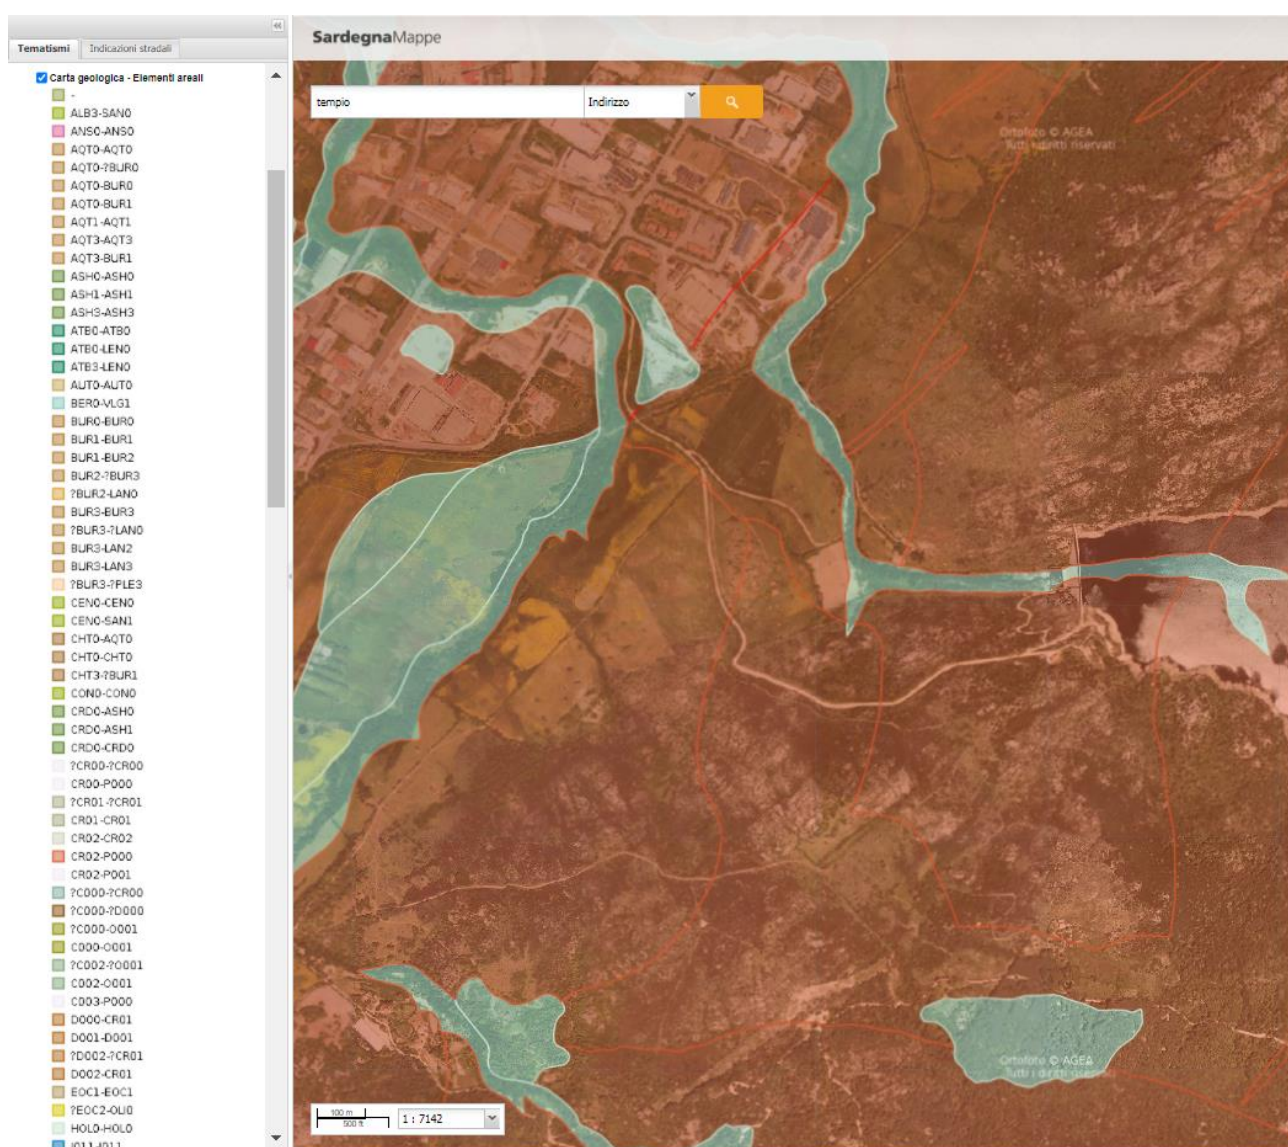 SardegnaMappe
Tematismi
Indicazioni stradali
Carta geologica - Elementi areali
-
ALB3-SAN0
ANS0-ANS0
AQT0-AQT0
AQT0-?BUR0
AQT0-BUR0
AQT0-BUR1
AQT1-AQT1
AQT3-AQT3
AQT3-BUR1
ASH0-ASH0
ASH1-ASH1
ASH3-ASH3
ATB0-ATB0
ATB0-LEN0
ATB3-LEN0
AUT0-AUT0
BER0-VLG1
BUR0-BUR0
BUR1-BUR1
BUR1-BUR2
BUR2-?BUR3
?BUR2-LAN0
BUR3-BUR3
?BUR3-?LAN0
BUR3-LAN2
BUR3-LAN3
?BUR3-?PLE3
CEN0-CEN0
CEN0-SAN1
CHT0-AQT0
CHT0-CHT0
CHT3-?BUR1
CON0-CON0
CRD0-ASH0
CRD0-ASH1
CRD0-CRD0
?CR00-?CR00
CR00-P000
?CR01-?CR01
CR01-CR01
CR02-CR02
CR02-P000
CR02-P001
?C000-?CR00
?C000-?D000
?C000-O001
C000-O001
?C002-?O001
C002-O001
C003-P000
D000-CR01
D001-D001
?D002-?CR01
D002-CR01
EOC1-EOC1
?EOC2-OLI0
HOL0-HOL0
J011-J011
tempio
Indirizzo
Ortofoto © AGEA
Tutti i diritti riservati
Ortofoto © AGEA
Tutti i diritti riservati
100 m
500 ft
1 : 7142